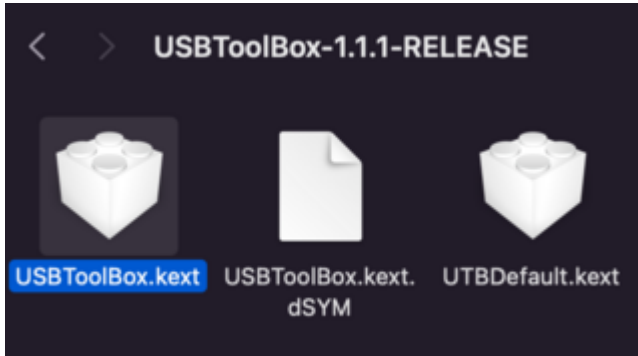 USBToolBox-1.1.1-RELEASE
USBToolBox.kext
USBToolBox.kext.
dSYM
UTBDefault.kext